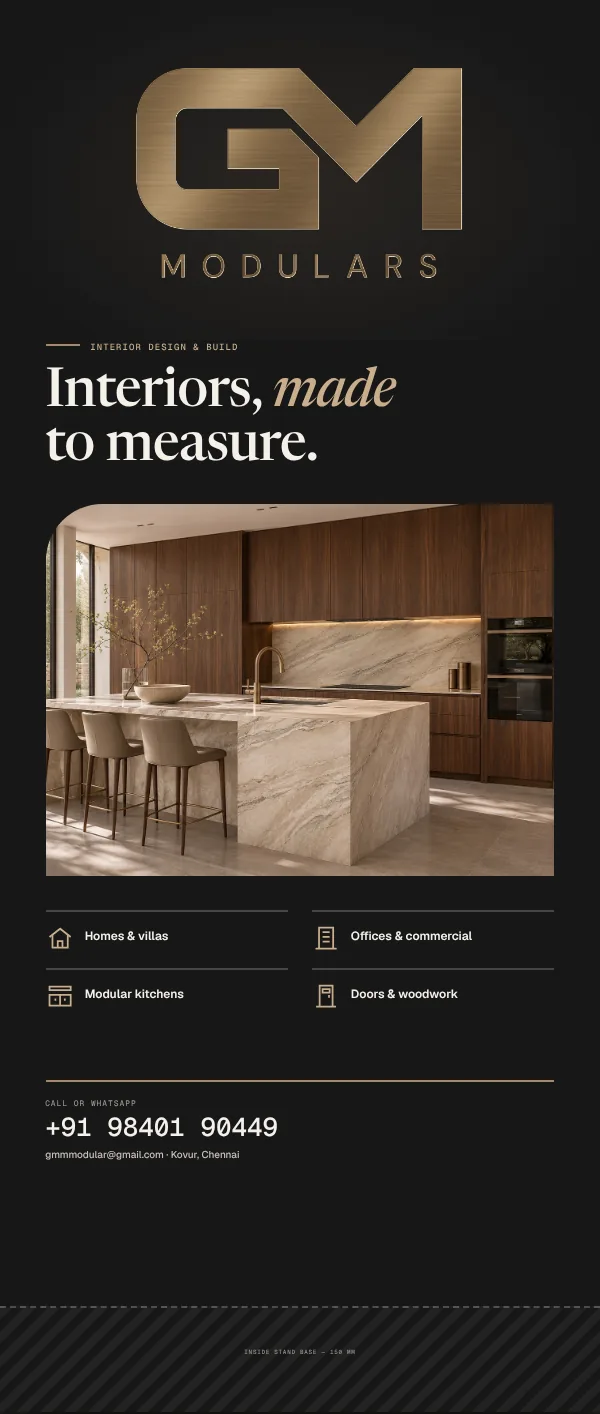 GM
MODULARS
INTERIOR DESIGN & BUILD
Interiors, made
to measure.
Homes & villas
Offices & commercial
Modular kitchens
Doors & woodwork
CALL OR WHATSAPP
+91 98401 90449
gmmmodular@gmail.com · Kovur, Chennai
INSIDE STAND BASE — 150 MM